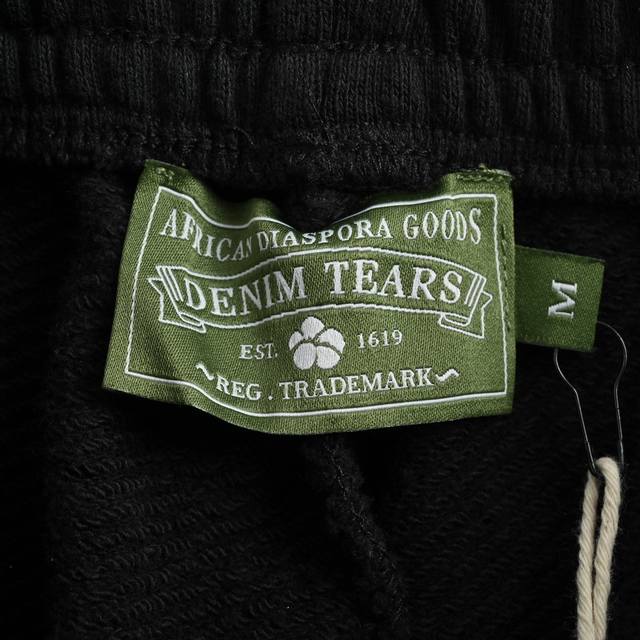 AFRICAN DIASPORA GOODS
DENIM TEARS
EST. 1619
REG. TRADEMARK
M